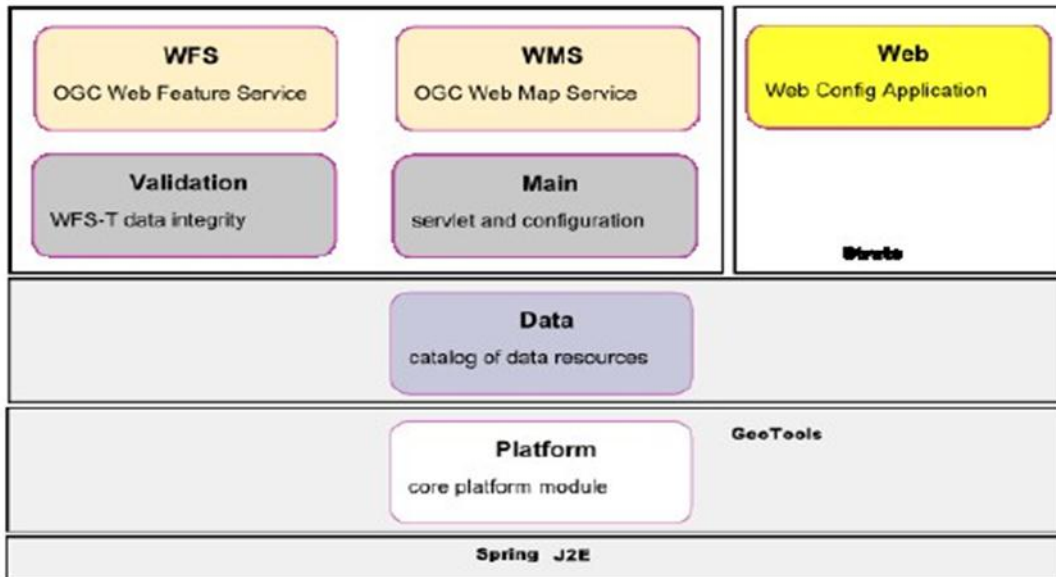 WFS
OGC Web Feature Service
WMS
OGC Web Map Service
Web
Web Config Application
Validation
WFS-T data integrity
Main
servlet and configuration
Struts
Data
catalog of data resources
GeoTools
Platform
core platform module
Spring J2E